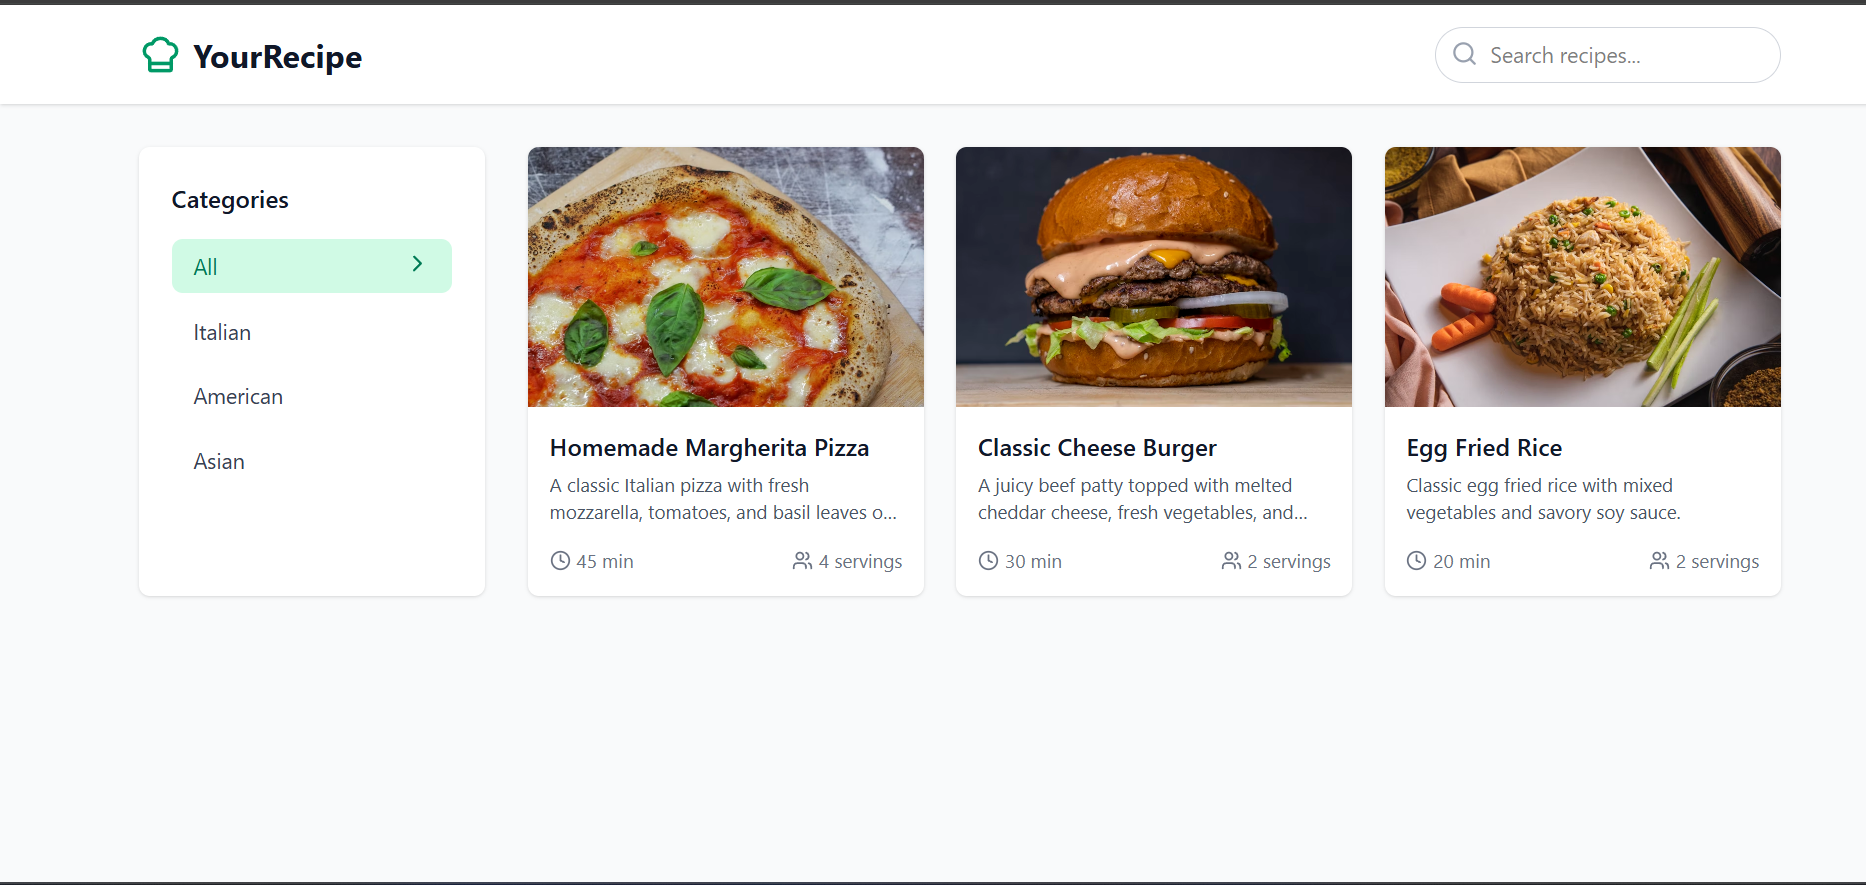 YourRecipe
Search recipes...
Categories
All
Italian
American
Asian
Homemade Margherita Pizza
A classic Italian pizza with fresh
mozzarella, tomatoes, and basil leaves o...
45 min
4 servings
Classic Cheese Burger
A juicy beef patty topped with melted
cheddar cheese, fresh vegetables, and...
30 min
2 servings
Egg Fried Rice
Classic egg fried rice with mixed
vegetables and savory soy sauce.
20 min
2 servings